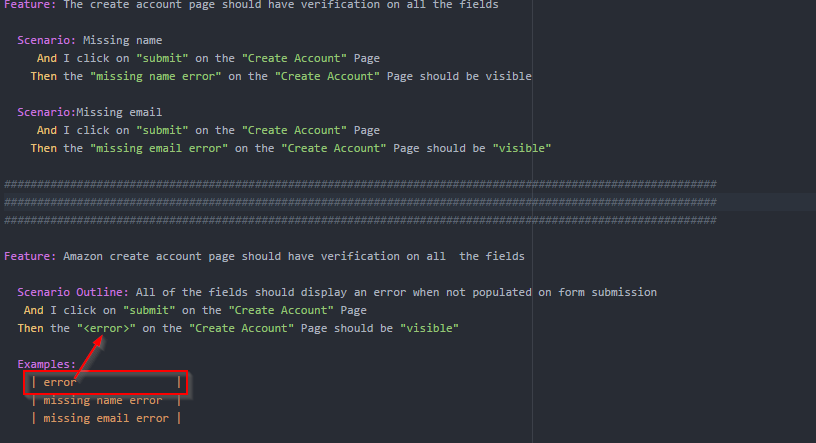 Feature: The create account page should have verification on all the fields
Scenario: Missing name
And I click on "submit" on the "Create Account" Page
Then the "missing name error" on the "Create Account" Page should be visible
Scenario:Missing email
And I click on "submit" on the "Create Account" Page
Then the "missing email error" on the "Create Account" Page should be "visible"
############################################################################################################
############################################################################################################
############################################################################################################
Feature: Amazon create account page should have verification on all  the fields
Scenario Outline: All of the fields should display an error when not populated on form submission
And I click on "submit" on the "Create Account" Page
Then the "<error>" on the "Create Account" Page should be "visible"
Examples:
| error               |
| missing name error  |
| missing email error |